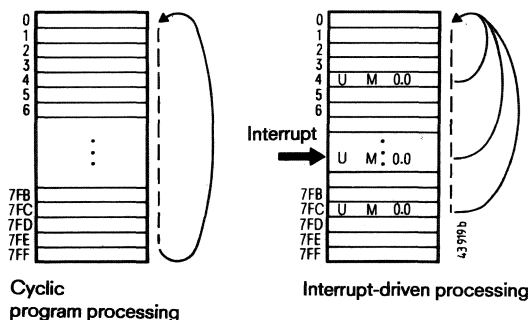 0
1
2
3
4
5
6
⋮
7FB
7FC
7FD
7FE
7FF
Cyclic
program processing
0
1
2
3
4 U M 0.0
5
6
Interrupt
U M 0.0
7FB
7FC U M 0.0
7FD
7FE
7FF
43919b
Interrupt-driven processing